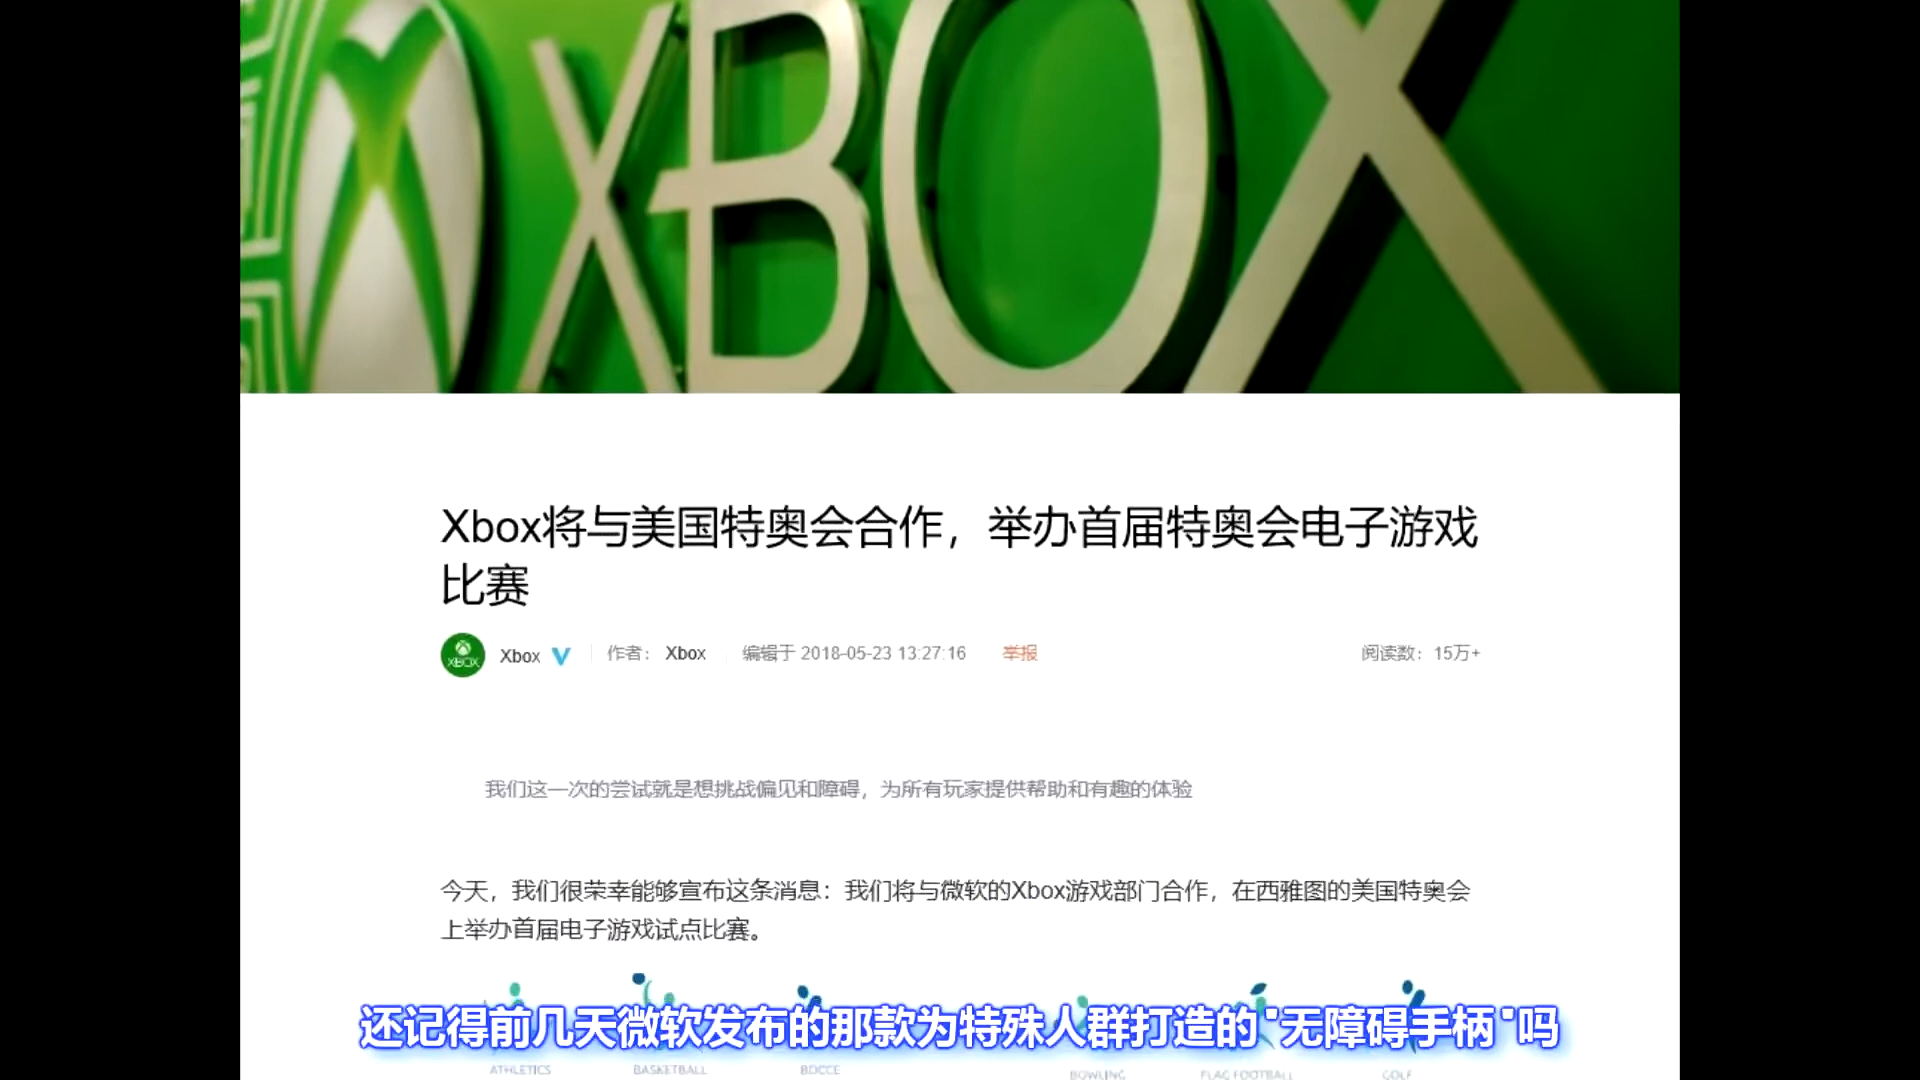 XBOX
Xbox将与美国特奥会合作，举办首届特奥会电子游戏
比赛
XBOX Xbox V 作者： Xbox 编辑于 2018-05-23 13:27:16 举报 阅读数：15万+
我们这一次的尝试就是想挑战偏见和障碍，为所有玩家提供帮助和有趣的体验
今天，我们很荣幸能够宣布这条消息：我们将与微软的Xbox游戏部门合作，在西雅图的美国特奥会
上举办首届电子游戏试点比赛。
还记得前几天微软发布的那款为特殊人群打造的"无障碍手柄"吗
ATHLETICS BASKETBALL BOCCE BOWLING FLAG FOOTBALL GOLF